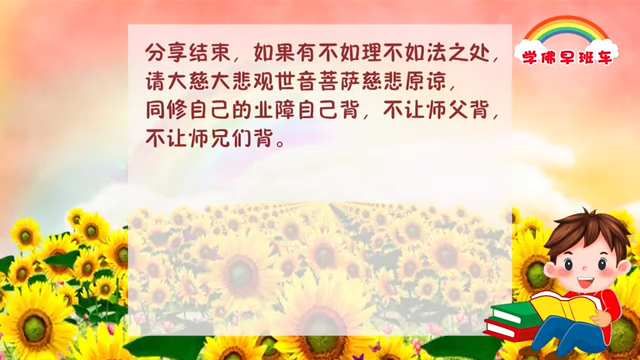 分享结束，如果有不如理不如法之处，
请大慈大悲观世音菩萨慈悲原谅，
同修自己的业障自己背，不让师父背，
不让师兄们背。
学佛早班车